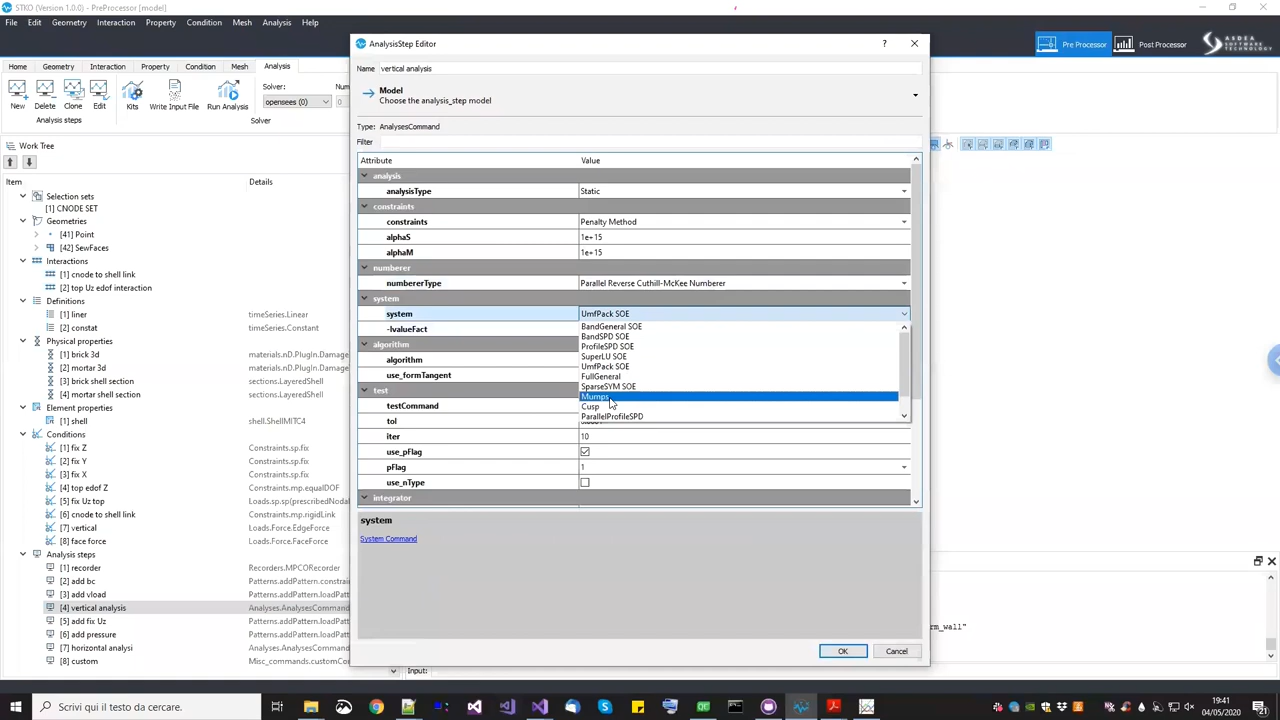 STKO (Version 1.0.0) - PreProcessor [model]
File Edit Geometry Interaction Property Condition Mesh Analysis Help
Pre Processor Post Processor ASDEA SOFTWARE TECHNOLOGY
Home Geometry Interaction Property Condition Mesh Analysis
Solver:
opensees (0) 0
New Delete Clone Edit Kits Write Input File Run Analysis
Analysis steps Solver
Work Tree
Item Details
Selection sets
[1] CNODE SET
Geometries
[41] Point
[42] SewFaces
Interactions
[1] cnode to shell link
[2] top Uz edof interaction
Definitions
[1] liner timeSeries.Linear
[2] constat timeSeries.Constant
Physical properties
[1] brick 3d materials.nD.PlugIn.Damage
[2] mortar 3d materials.nD.PlugIn.Damage
[3] brick shell section sections.LayeredShell
[4] mortar shell section sections.LayeredShell
Element properties
[1] shell shell.ShellMITC4
Conditions
[1] fix Z Constraints.sp.fix
[2] fix Y Constraints.sp.fix
[3] fix X Constraints.sp.fix
[4] top edof Z Constraints.mp.equalDOF
[5] fix Uz top Loads.sp.sp(prescribedNodal
[6] cnode to shell link Constraints.mp.rigidLink
[7] vertical Loads.Force.EdgeForce
[8] face force Loads.Force.FaceForce
Analysis steps
[1] recorder Recorders.MPCORecorder
[2] add bc Patterns.addPattern.constrain
[3] add vload Patterns.addPattern.loadPatt
[4] vertical analysis Analyses.AnalysesCommand
[5] add fix Uz Patterns.addPattern.loadPatt
[6] add pressure Patterns.addPattern.loadPatt
[7] horizontal analysi Analyses.AnalysesCommand
[8] custom Misc_commands.customCor
AnalysisStep Editor
Name vertical analysis
Model
Choose the analysis_step model
Type: AnalysesCommand
Filter
Attribute Value
analysis
analysisType Static
constraints
constraints Penalty Method
alphaS 1e+15
alphaM 1e+15
numberer
numbererType Parallel Reverse Cuthill-McKee Numberer
system
system UmfPack SOE
-lvalueFact
BandGeneral SOE
BandSPD SOE
ProfileSPD SOE
SuperLU SOE
UmfPack SOE
FullGeneral
SparseSYM SOE
Mumps
Cusp
ParallelProfileSPD
algorithm
algorithm
use_formTangent
test
testCommand
tol
iter 10
use_pFlag
pFlag 1
use_nType
integrator
system
System Command
OK Cancel
rm_wall"
Input:
Scrivi qui il testo da cercare.
19:41
04/05/2020